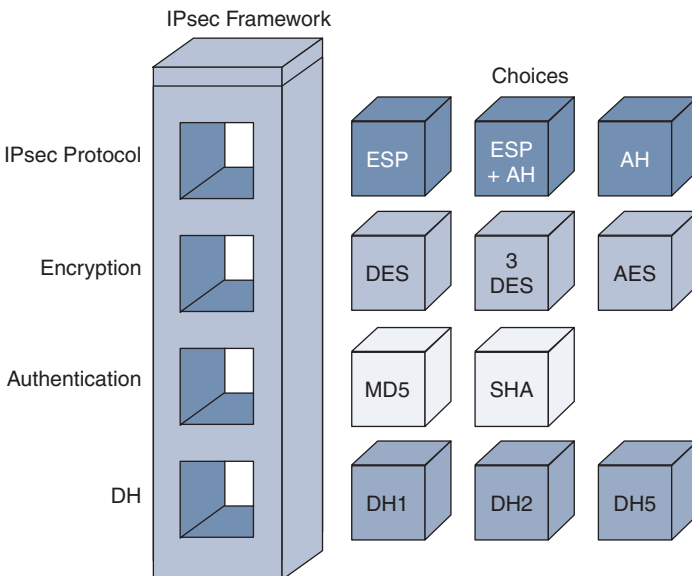 IPsec Framework
Choices
IPsec Protocol
ESP
ESP
+ AH
AH
Encryption
DES
3
DES
AES
Authentication
MD5
SHA
DH
DH1
DH2
DH5